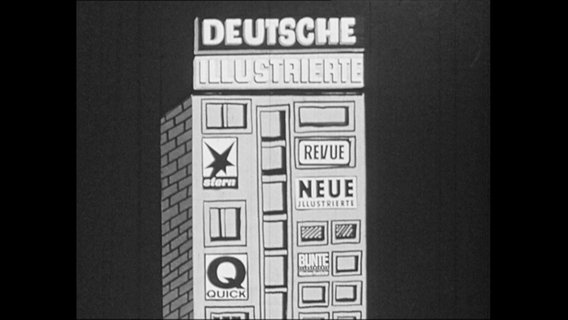 DEUTSCHE
ILLUSTRIERTE
REVUE
stern
NEUE
ILLUSTRIERTE
BUNTE
Q
QUICK